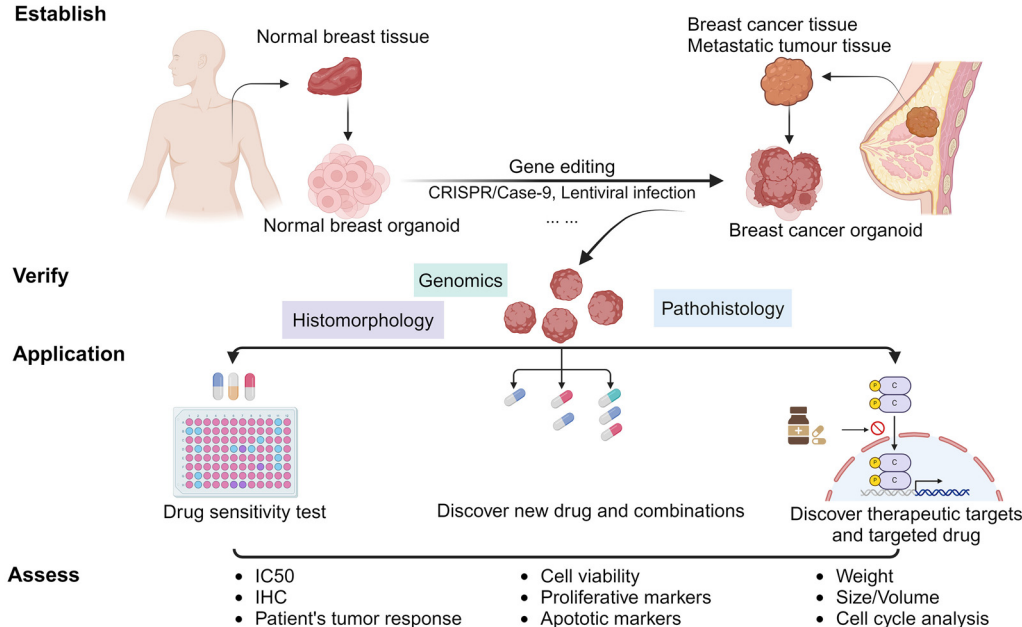 Establish
Normal breast tissue
Breast cancer tissue
Metastatic tumour tissue
Gene editing
CRISPR/Case-9, Lentiviral infection
... ...
Normal breast organoid
Breast cancer organoid
Verify
Genomics
Histomorphology
Pathohistology
Application
P C
P C
P C
P C
Drug sensitivity test
Discover new drug and combinations
Discover therapeutic targets
and targeted drug
Assess
• IC50
• IHC
• Patient's tumor response
• Cell viability
• Proliferative markers
• Apoptotic markers
• Weight
• Size/Volume
• Cell cycle analysis